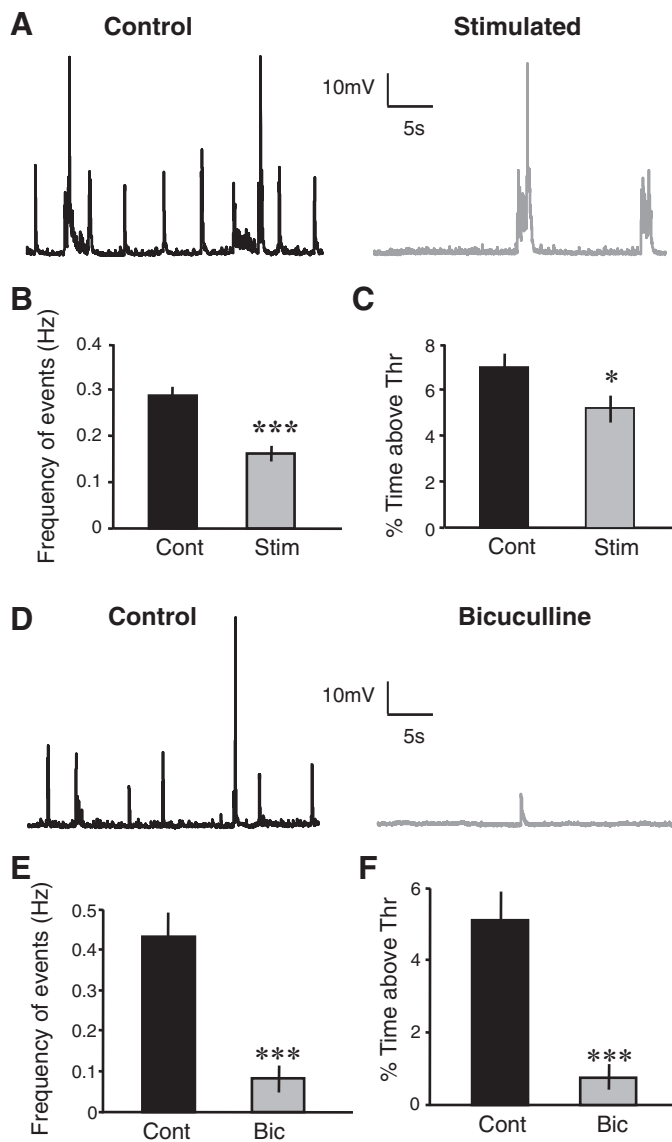 A
Control
Stimulated
10mV
5s
B
Frequency of events (Hz)
0.4
0.3
0.2
0.1
0
***
Cont
Stim
C
% Time above Thr
8
6
4
2
0
*
Cont
Stim
D
Control
Bicuculline
10mV
5s
E
Frequency of events (Hz)
0.5
0.4
0.3
0.2
0.1
0
***
Cont
Bic
F
% Time above Thr
6
4
2
0
***
Cont
Bic